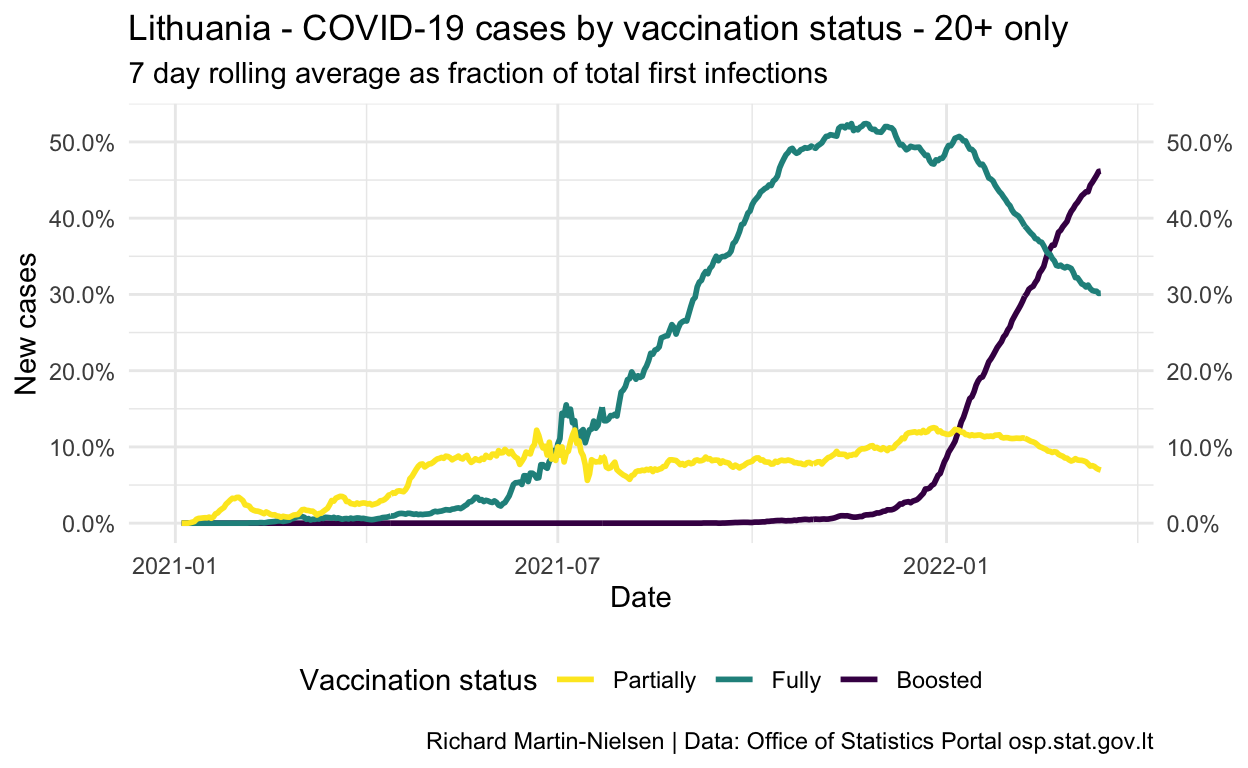 Lithuania - COVID-19 cases by vaccination status - 20+ only
7 day rolling average as fraction of total first infections
50.0% 50.0%
40.0% 40.0%
New cases
30.0% 30.0%
20.0% 20.0%
10.0% 10.0%
0.0% 0.0%
2021-01 2021-07 2022-01
Date
Vaccination status Partially Fully Boosted
Richard Martin-Nielsen | Data: Office of Statistics Portal osp.stat.gov.lt